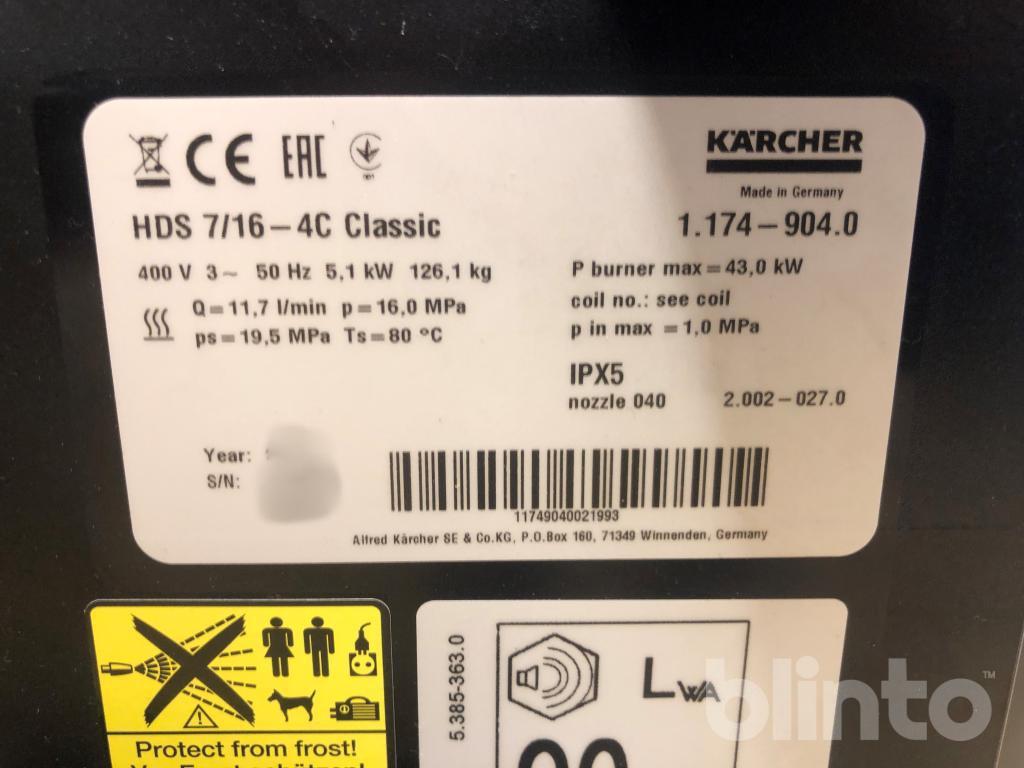 CE EAC
KÄRCHER
Made in Germany
HDS 7/16-4C Classic
1.174-904.0
400 V 3~ 50 Hz 5,1 kW 126,1 kg
Q=11,7 l/min p=16,0 MPa
ps=19,5 MPa Ts=80 °C
P burner max=43,0 kW
coil no.: see coil
p in max =1,0 MPa
IPX5
nozzle 040 2.002-027.0
Year:
S/N:
11749040021993
Alfred Kärcher SE & Co.KG, P.O.Box 160, 71349 Winnenden, Germany
Protect from frost!
5.385-363.0
LWA
blinto™